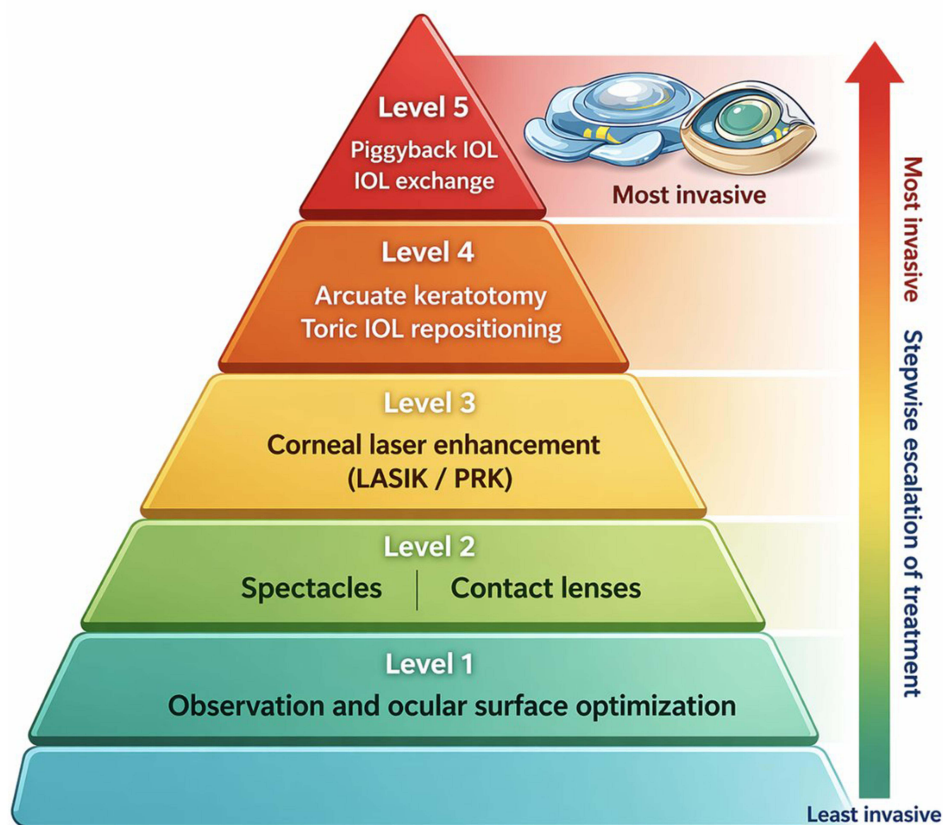 Level 5
Piggyback IOL
IOL exchange
Most invasive
Level 4
Arcuate keratotomy
Toric IOL repositioning
Level 3
Corneal laser enhancement
(LASIK / PRK)
Level 2
Spectacles | Contact lenses
Level 1
Observation and ocular surface optimization
Most invasive
Stepwise escalation of treatment
Least invasive